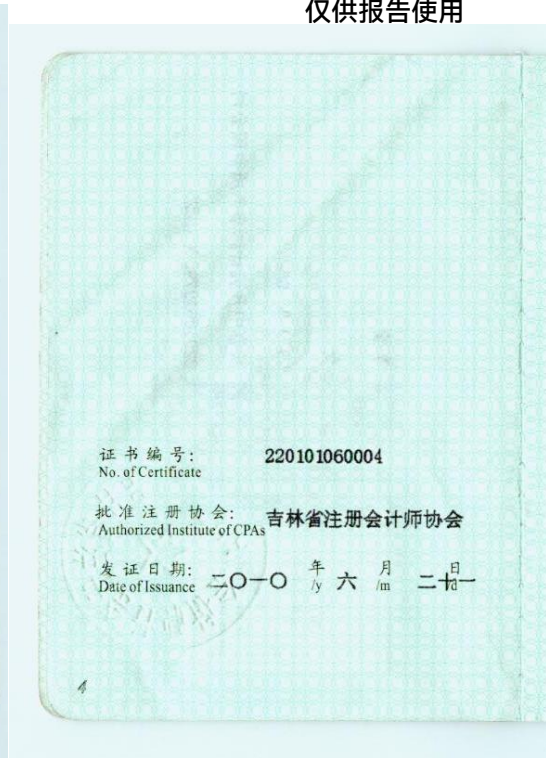 仅供报告使用
证书编号: 220101060004
No. of Certificate
批准注册协会: 吉林省注册会计师协会
Authorized Institute of CPAs
发证日期: 二〇一〇 年 六 月 二十一 日
Date of Issuance /y /m /d
4